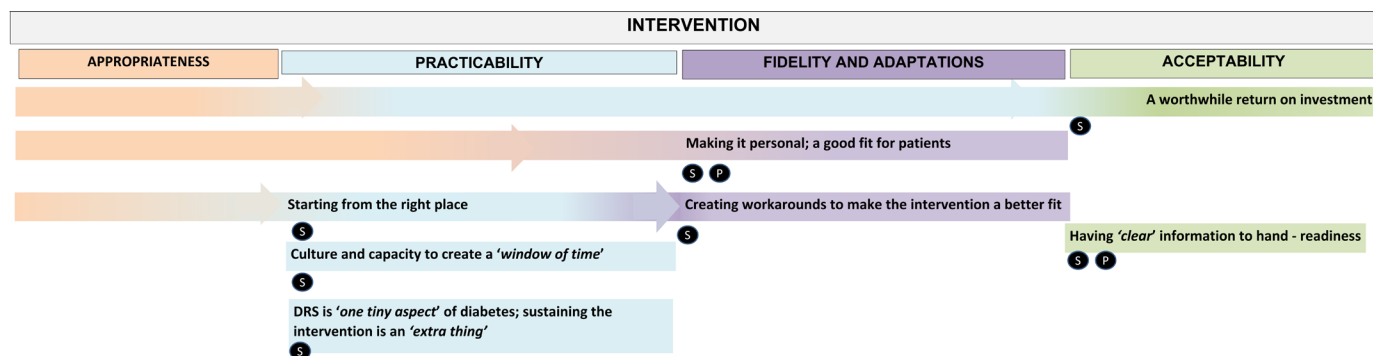 INTERVENTION
APPROPRIATENESS
PRACTICABILITY
FIDELITY AND ADAPTATIONS
ACCEPTABILITY
A worthwhile return on investment
S
Making it personal; a good fit for patients
S P
Starting from the right place
Creating workarounds to make the intervention a better fit
S
S
Having ‘clear’ information to hand - readiness
S P
Culture and capacity to create a ‘window of time’
S
DRS is ‘one tiny aspect’ of diabetes; sustaining the
intervention is an ‘extra thing’
S